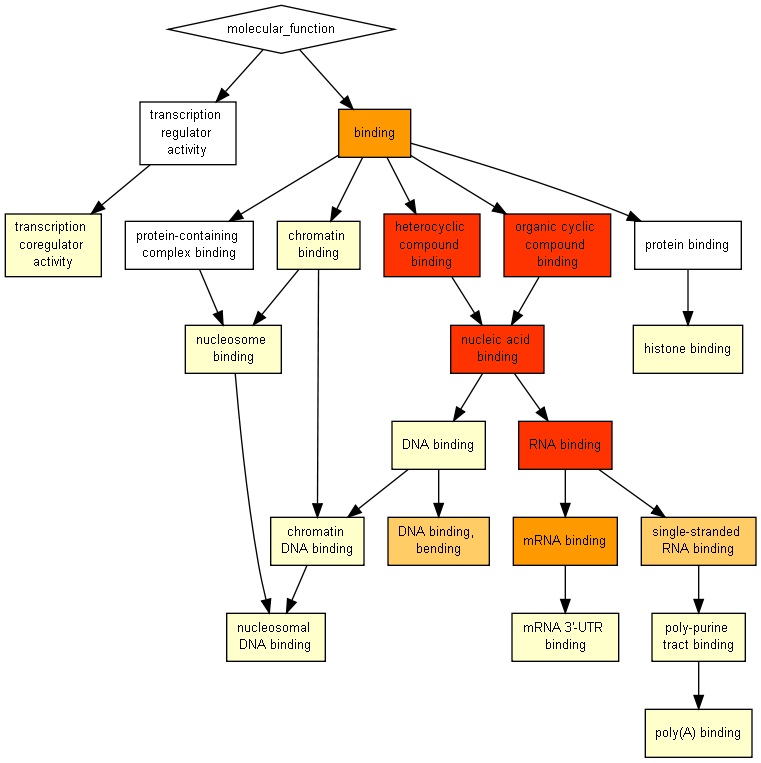 molecular_function
transcription
regulator
activity
binding
transcription
coregulator
activity
protein-containing
complex binding
chromatin
binding
heterocyclic
compound
binding
organic cyclic
compound
binding
protein binding
nucleosome
binding
nucleic acid
binding
histone binding
DNA binding
RNA binding
chromatin
DNA binding
DNA binding,
bending
mRNA binding
single-stranded
RNA binding
nucleosomal
DNA binding
mRNA 3'-UTR
binding
poly-purine
tract binding
poly(A) binding